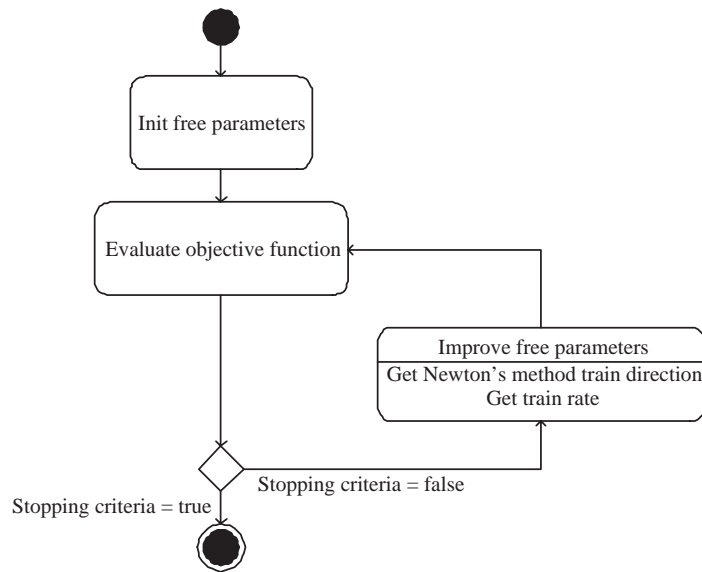 Init free parameters
Evaluate objective function
Improve free parameters
Get Newton's method train direction
Get train rate
Stopping criteria = false
Stopping criteria = true